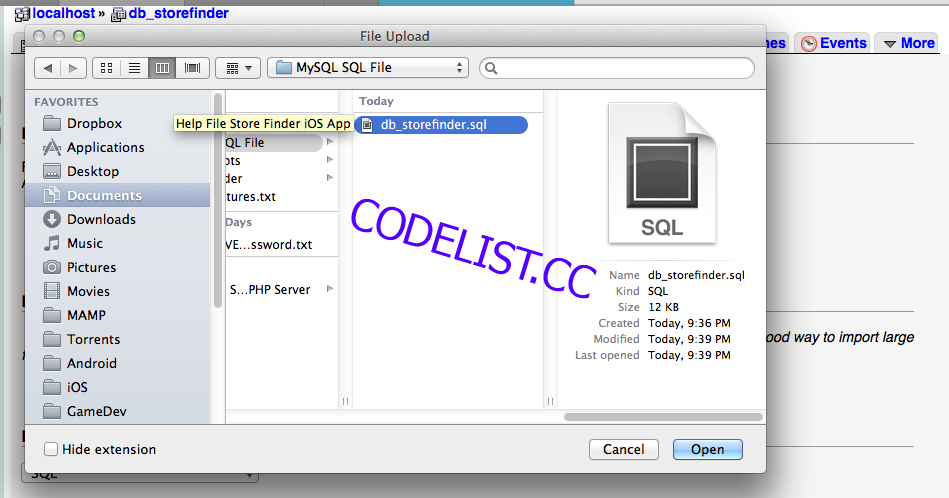 localhost » db_storefinder
File Upload
Events
More
MySQL SQL File
FAVORITES
Dropbox
Applications
Desktop
Documents
Downloads
Music
Pictures
Movies
MAMP
Torrents
Android
iOS
GameDev
Help File Store Finder iOS App
QL File
pts
der
tures.txt
Days
VE...ssword.txt
S...PHP Server
Today
db_storefinder.sql
CODELIST.CC
SQL
Name db_storefinder.sql
Kind SQL
Size 12 KB
Created Today, 9:36 PM
Modified Today, 9:39 PM
Last opened Today, 9:39 PM
ood way to import large
Hide extension
Cancel
Open
SQL